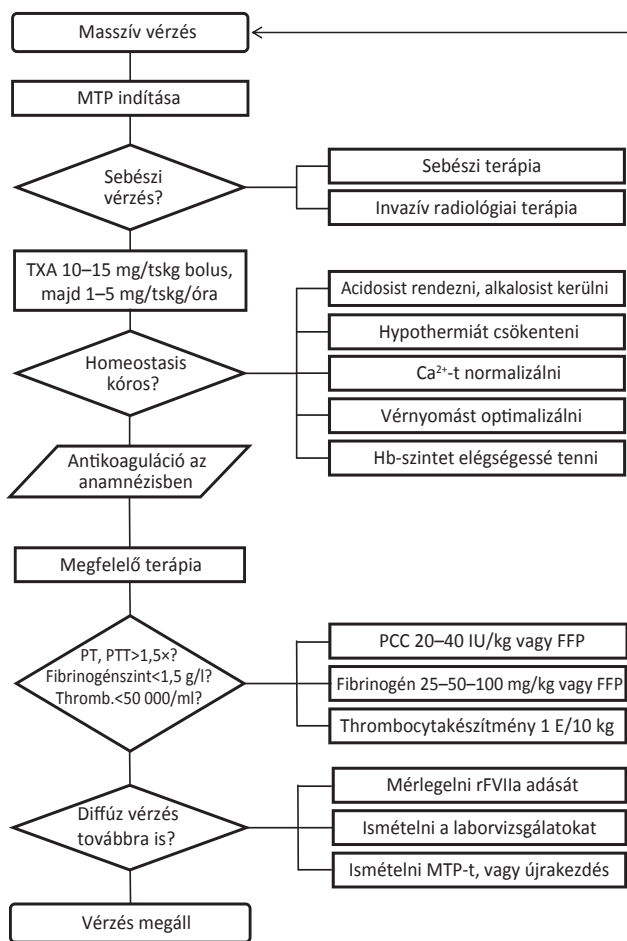 Masszív vérzés
MTP indítása
Sebészi
vérzés?
Sebészi terápia
Invazív radiológiai terápia
TXA 10–15 mg/tskg bolus,
majd 1–5 mg/tskg/óra
Homeostasis
kóros?
Acidosist rendezni, alkalosist kerülni
Hypothermiát csökkenteni
Ca²⁺-t normalizálni
Vérnyomást optimalizálni
Hb-szintet elégségessé tenni
Antikoaguláció az
anamnézisben
Megfelelő terápia
PT, PTT>1,5×?
Fibrinogénszint<1,5 g/l?
Thromb.<50 000/ml?
PCC 20–40 IU/kg vagy FFP
Fibrinogén 25–50–100 mg/kg vagy FFP
Thrombocytakészítmény 1 E/10 kg
Diffúz vérzés
továbbra is?
Mérlegelni rFVIIa adását
Ismételni a laborvizsgálatokat
Ismételni MTP-t, vagy újrakezdés
Vérzés megáll